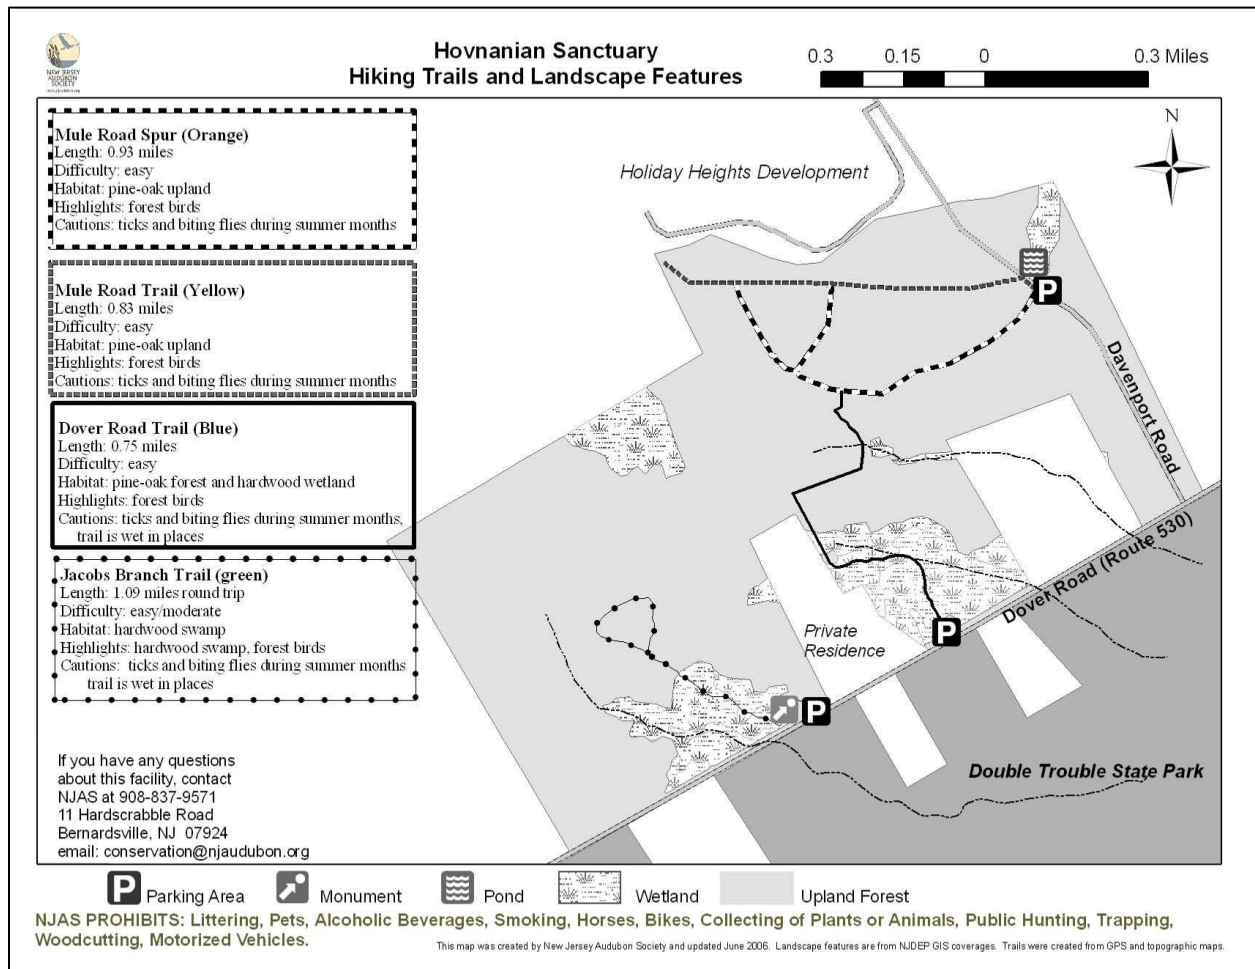 NEW JERSEY
AUDUBON
SOCIETY
Hovnanian Sanctuary
Hiking Trails and Landscape Features
0.3 0.15 0 0.3 Miles
N
Mule Road Spur (Orange)
Length: 0.93 miles
Difficulty: easy
Habitat: pine-oak upland
Highlights: forest birds
Cautions: ticks and biting flies during summer months
Mule Road Trail (Yellow)
Length: 0.83 miles
Difficulty: easy
Habitat: pine-oak upland
Highlights: forest birds
Cautions: ticks and biting flies during summer months
Dover Road Trail (Blue)
Length: 0.75 miles
Difficulty: easy
Habitat: pine-oak forest and hardwood wetland
Highlights: forest birds
Cautions: ticks and biting flies during summer months,
trail is wet in places
Jacobs Branch Trail (green)
Length: 1.09 miles round trip
Difficulty: easy/moderate
Habitat: hardwood swamp
Highlights: hardwood swamp, forest birds
Cautions: ticks and biting flies during summer months
trail is wet in places
If you have any questions
about this facility, contact
NJAS at 908-837-9571
11 Hardscrabble Road
Bernardsville, NJ 07924
email: conservation@njaudubon.org
Holiday Heights Development
P
Davenport Road
Dover Road (Route 530)
P
Private
Residence
P
Double Trouble State Park
P Parking Area Monument Pond Wetland Upland Forest
NJAS PROHIBITS: Littering, Pets, Alcoholic Beverages, Smoking, Horses, Bikes, Collecting of Plants or Animals, Public Hunting, Trapping,
Woodcutting, Motorized Vehicles.
This map was created by New Jersey Audubon Society and updated June 2006. Landscape features are from NJDEP GIS coverages. Trails were created from GPS and topographic maps.